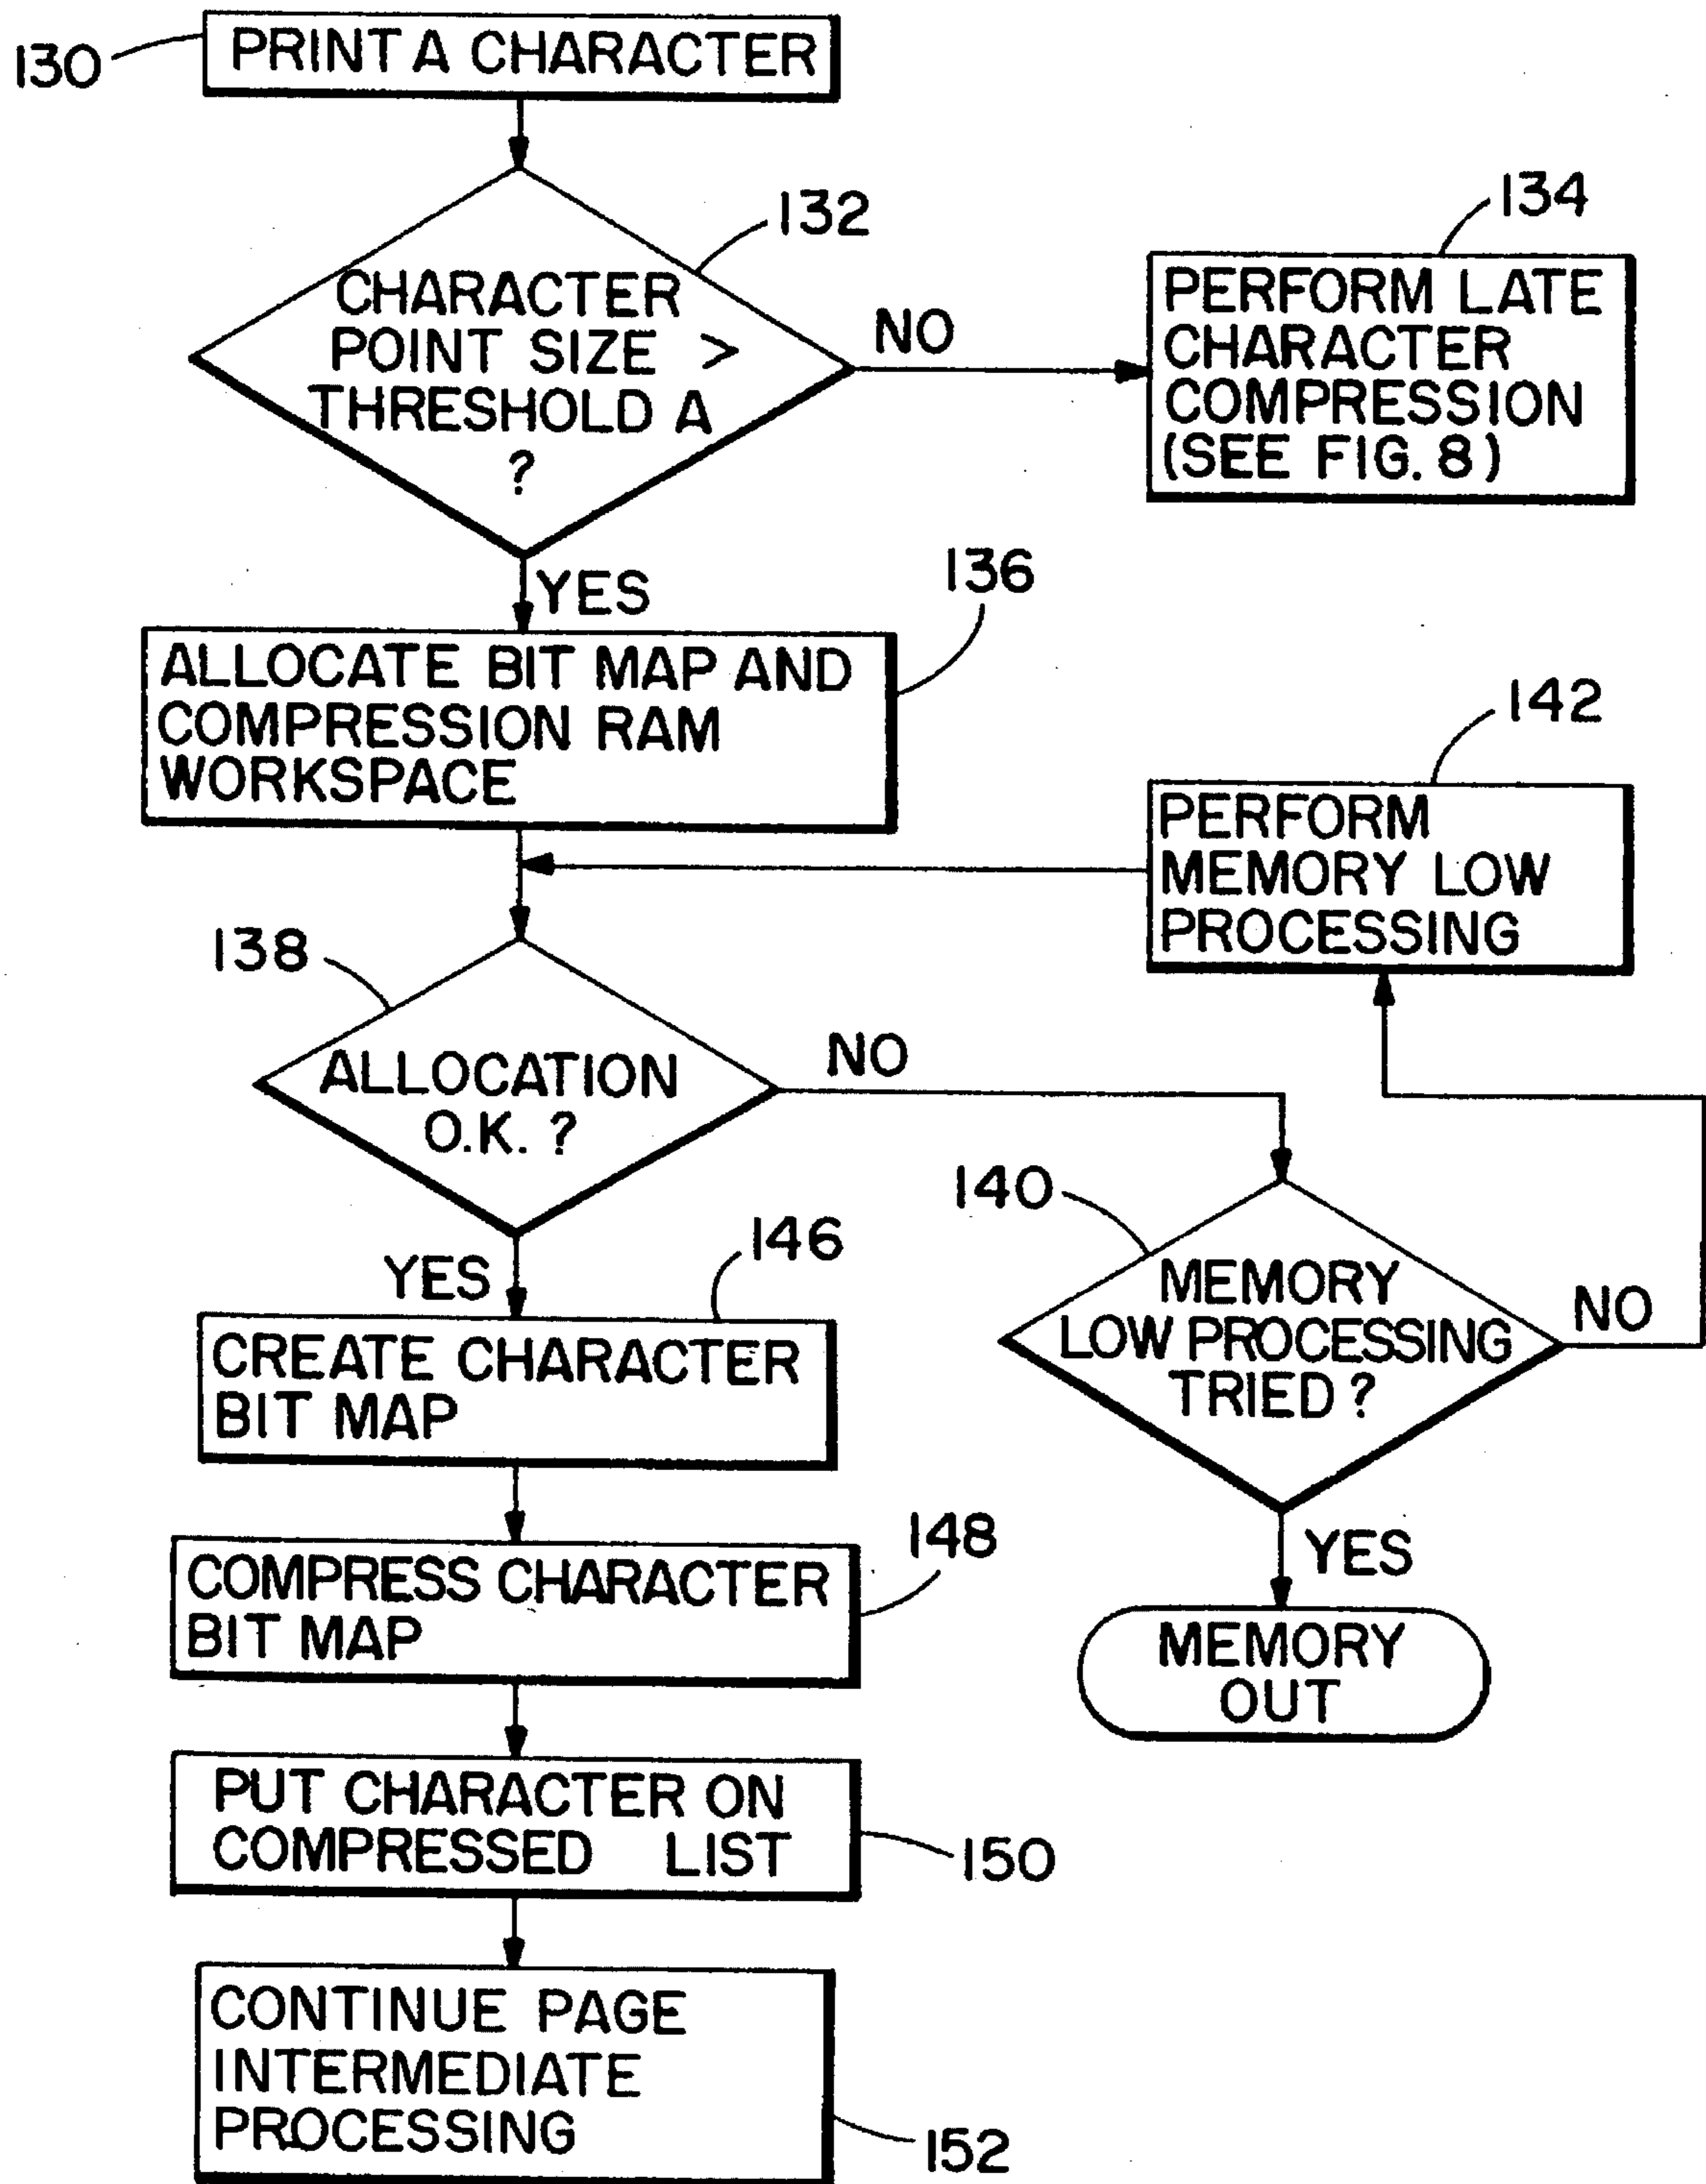 130
PRINT A CHARACTER
132
CHARACTER
POINT SIZE >
THRESHOLD A
?
NO
134
PERFORM LATE
CHARACTER
COMPRESSION
(SEE FIG. 8)
YES
136
ALLOCATE BIT MAP AND
COMPRESSION RAM
WORKSPACE
142
PERFORM
MEMORY LOW
PROCESSING
138
ALLOCATION
O.K. ?
NO
140
MEMORY
LOW PROCESSING
TRIED ?
NO
YES
MEMORY
OUT
YES
146
CREATE CHARACTER
BIT MAP
148
COMPRESS CHARACTER
BIT MAP
PUT CHARACTER ON
COMPRESSED LIST
150
CONTINUE PAGE
INTERMEDIATE
PROCESSING
152